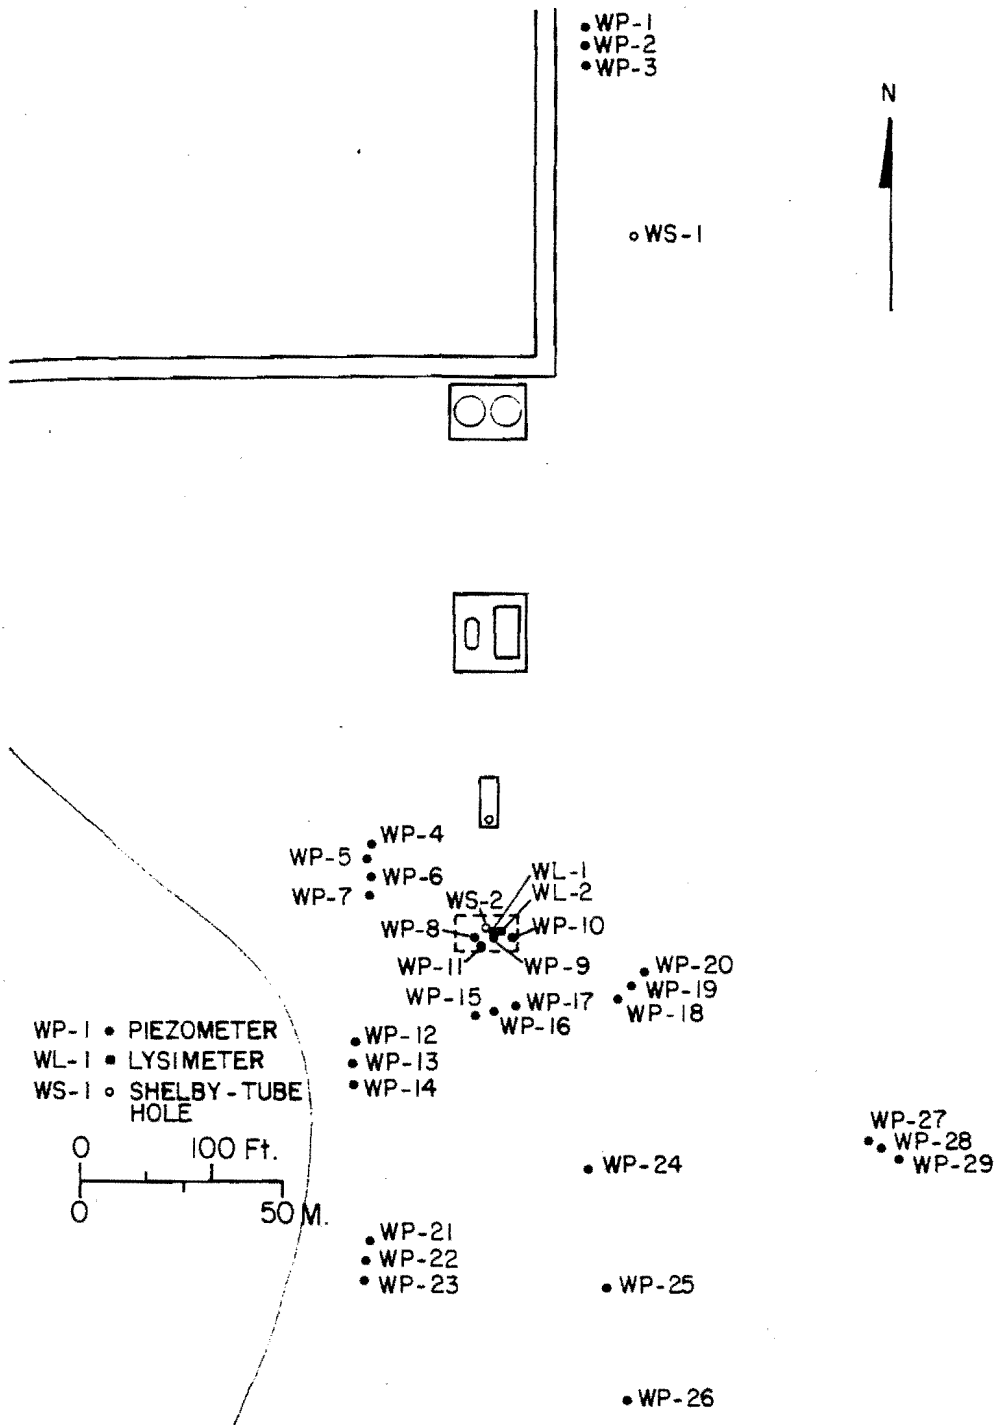 WP-1
WP-2
WP-3
N
WS-1
WP-4
WP-5
WP-6
WP-7
WL-1
WL-2
WS-2
WP-8
WP-10
WP-11
WP-9
WP-20
WP-19
WP-18
WP-15
WP-17
WP-16
WP-12
WP-13
WP-14
WP-1 PIEZOMETER
WL-1 LYSIMETER
WS-1 SHELBY-TUBE
HOLE
0 100 Ft.
0 50 M.
WP-27
WP-28
WP-29
WP-24
WP-21
WP-22
WP-23
WP-25
WP-26